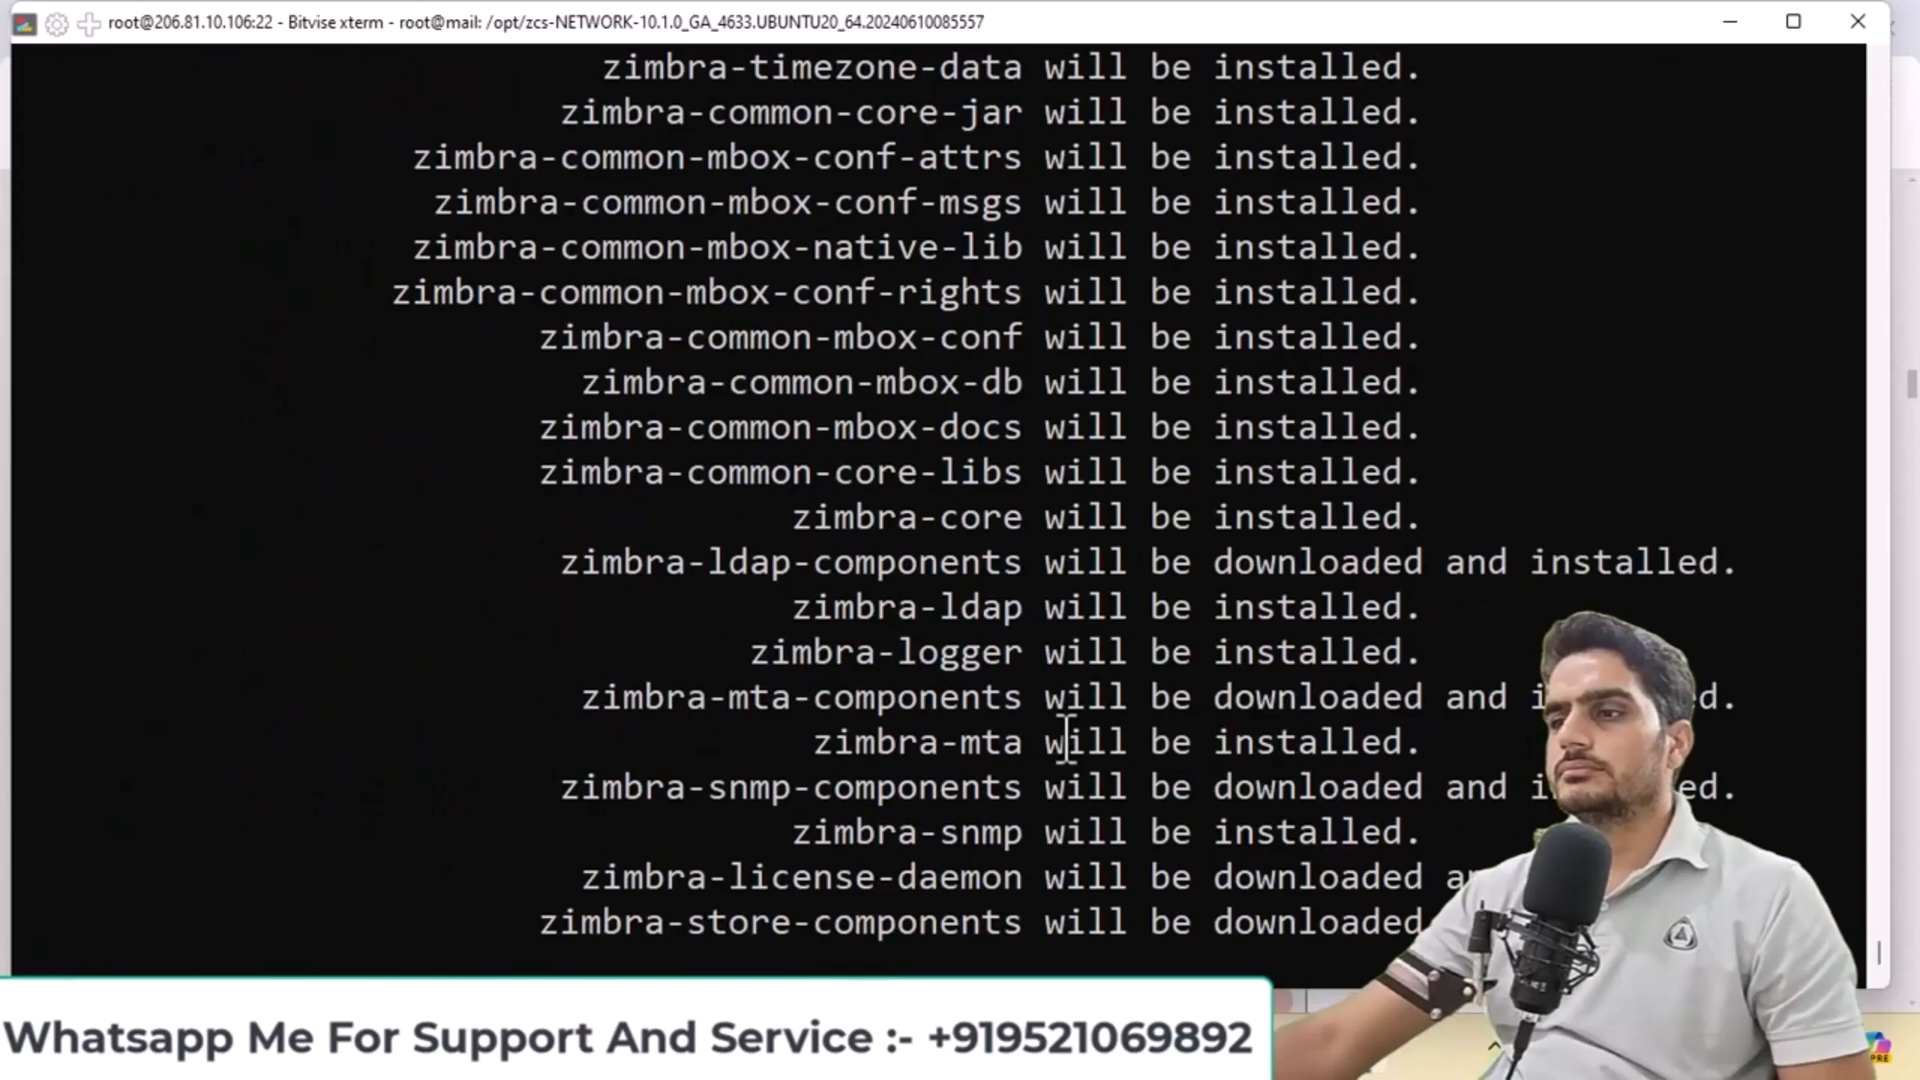 root@206.81.10.106:22 - Bitvise xterm - root@mail: /opt/zcs-NETWORK-10.1.0_GA_4633.UBUNTU20_64.20240610085557
zimbra-timezone-data will be installed.
zimbra-common-core-jar will be installed.
zimbra-common-mbox-conf-attrs will be installed.
zimbra-common-mbox-conf-msgs will be installed.
zimbra-common-mbox-native-lib will be installed.
zimbra-common-mbox-conf-rights will be installed.
zimbra-common-mbox-conf will be installed.
zimbra-common-mbox-db will be installed.
zimbra-common-mbox-docs will be installed.
zimbra-common-core-libs will be installed.
zimbra-core will be installed.
zimbra-ldap-components will be downloaded and installed.
zimbra-ldap will be installed.
zimbra-logger will be installed.
zimbra-mta-components will be downloaded and
zimbra-mta will be installed.
zimbra-snmp-components will be downloaded and
zimbra-snmp will be installed.
zimbra-license-daemon will be downloaded
zimbra-store-components will be downloaded
Whatsapp Me For Support And Service :- +919521069892
PRE